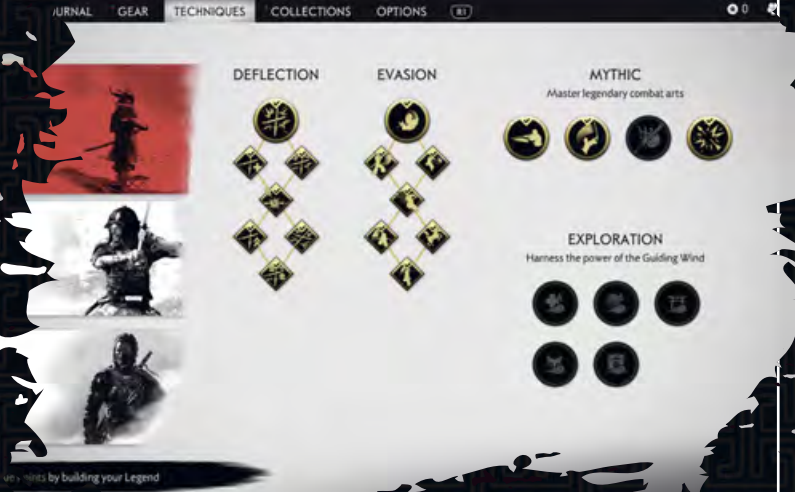 GEAR
TECHNIQUES
COLLECTIONS
OPTIONS
R1
0
DEFLECTION
EVASION
MYTHIC
Master legendary combat arts
EXPLORATION
Harness the power of the Guiding Wind
by building your Legend